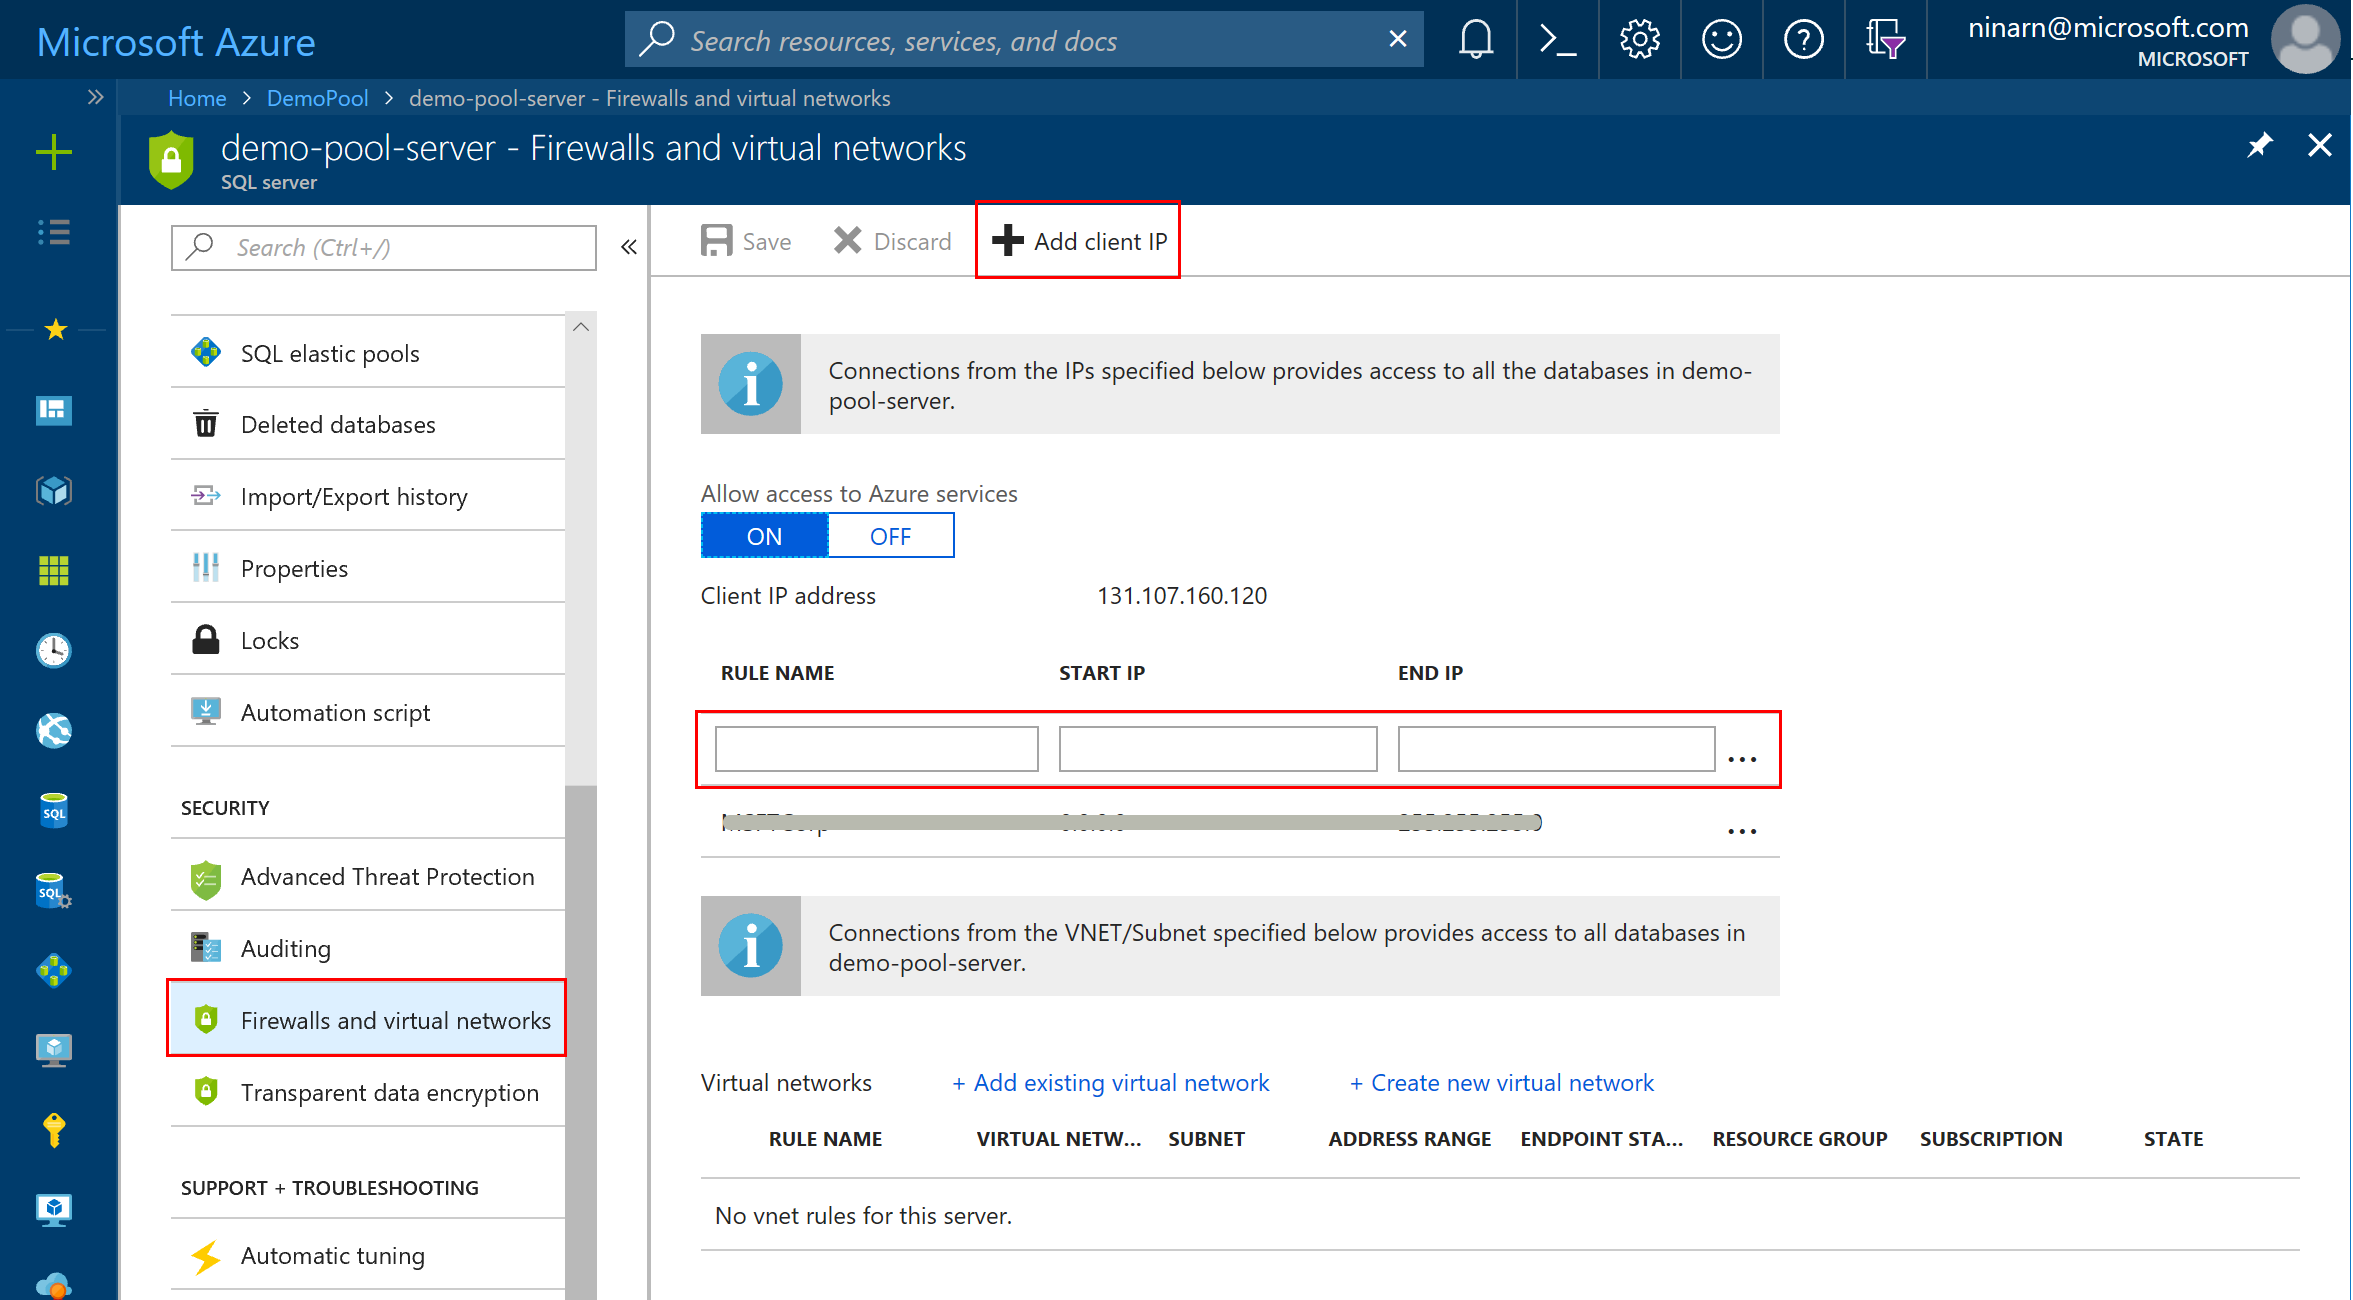 Microsoft Azure
Search resources, services, and docs
ninarn@microsoft.com
MICROSOFT
Home > DemoPool > demo-pool-server - Firewalls and virtual networks
demo-pool-server - Firewalls and virtual networks
SQL server
Search (Ctrl+/)
SQL elastic pools
Deleted databases
Import/Export history
Properties
Locks
Automation script
SECURITY
Advanced Threat Protection
Auditing
Firewalls and virtual networks
Transparent data encryption
SUPPORT + TROUBLESHOOTING
Automatic tuning
SQL
SQL
Save
Discard
Add client IP
Connections from the IPs specified below provides access to all the databases in demo-
pool-server.
Allow access to Azure services
ON
OFF
Client IP address
131.107.160.120
RULE NAME
START IP
END IP
...
...
Connections from the VNET/Subnet specified below provides access to all databases in
demo-pool-server.
Virtual networks
+ Add existing virtual network
+ Create new virtual network
RULE NAME
VIRTUAL NETW...
SUBNET
ADDRESS RANGE
ENDPOINT STA...
RESOURCE GROUP
SUBSCRIPTION
STATE
No vnet rules for this server.